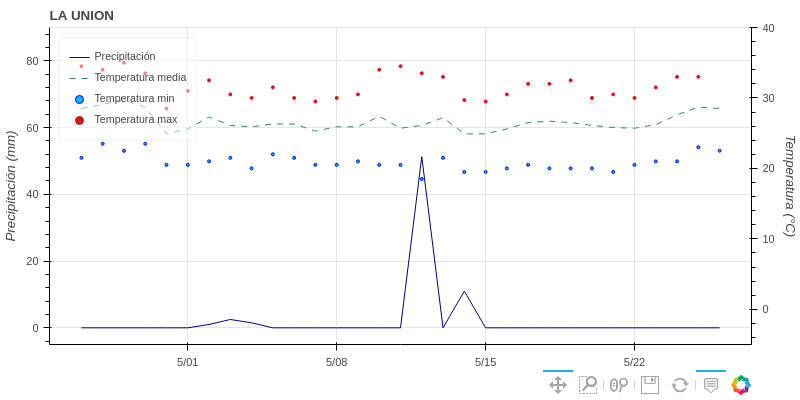 LA UNION
Precipitación
Temperatura media
Temperatura min
Temperatura max
Precipitación (mm)
80
60
40
20
0
Temperatura (°C)
40
30
20
10
0
5/01
5/08
5/15
5/22